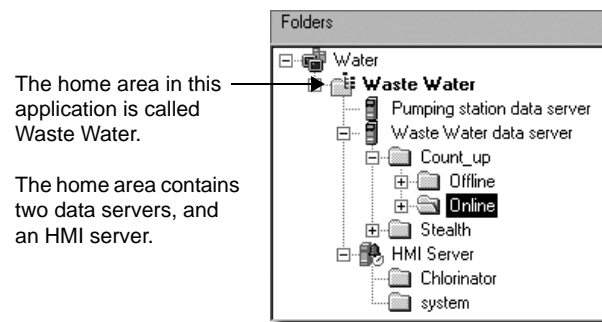 Folders
Water
Waste Water
Pumping station data server
Waste Water data server
Count_up
Offline
Online
Stealth
HMI Server
Chlorinator
system
The home area in this
application is called
Waste Water.
The home area contains
two data servers, and
an HMI server.